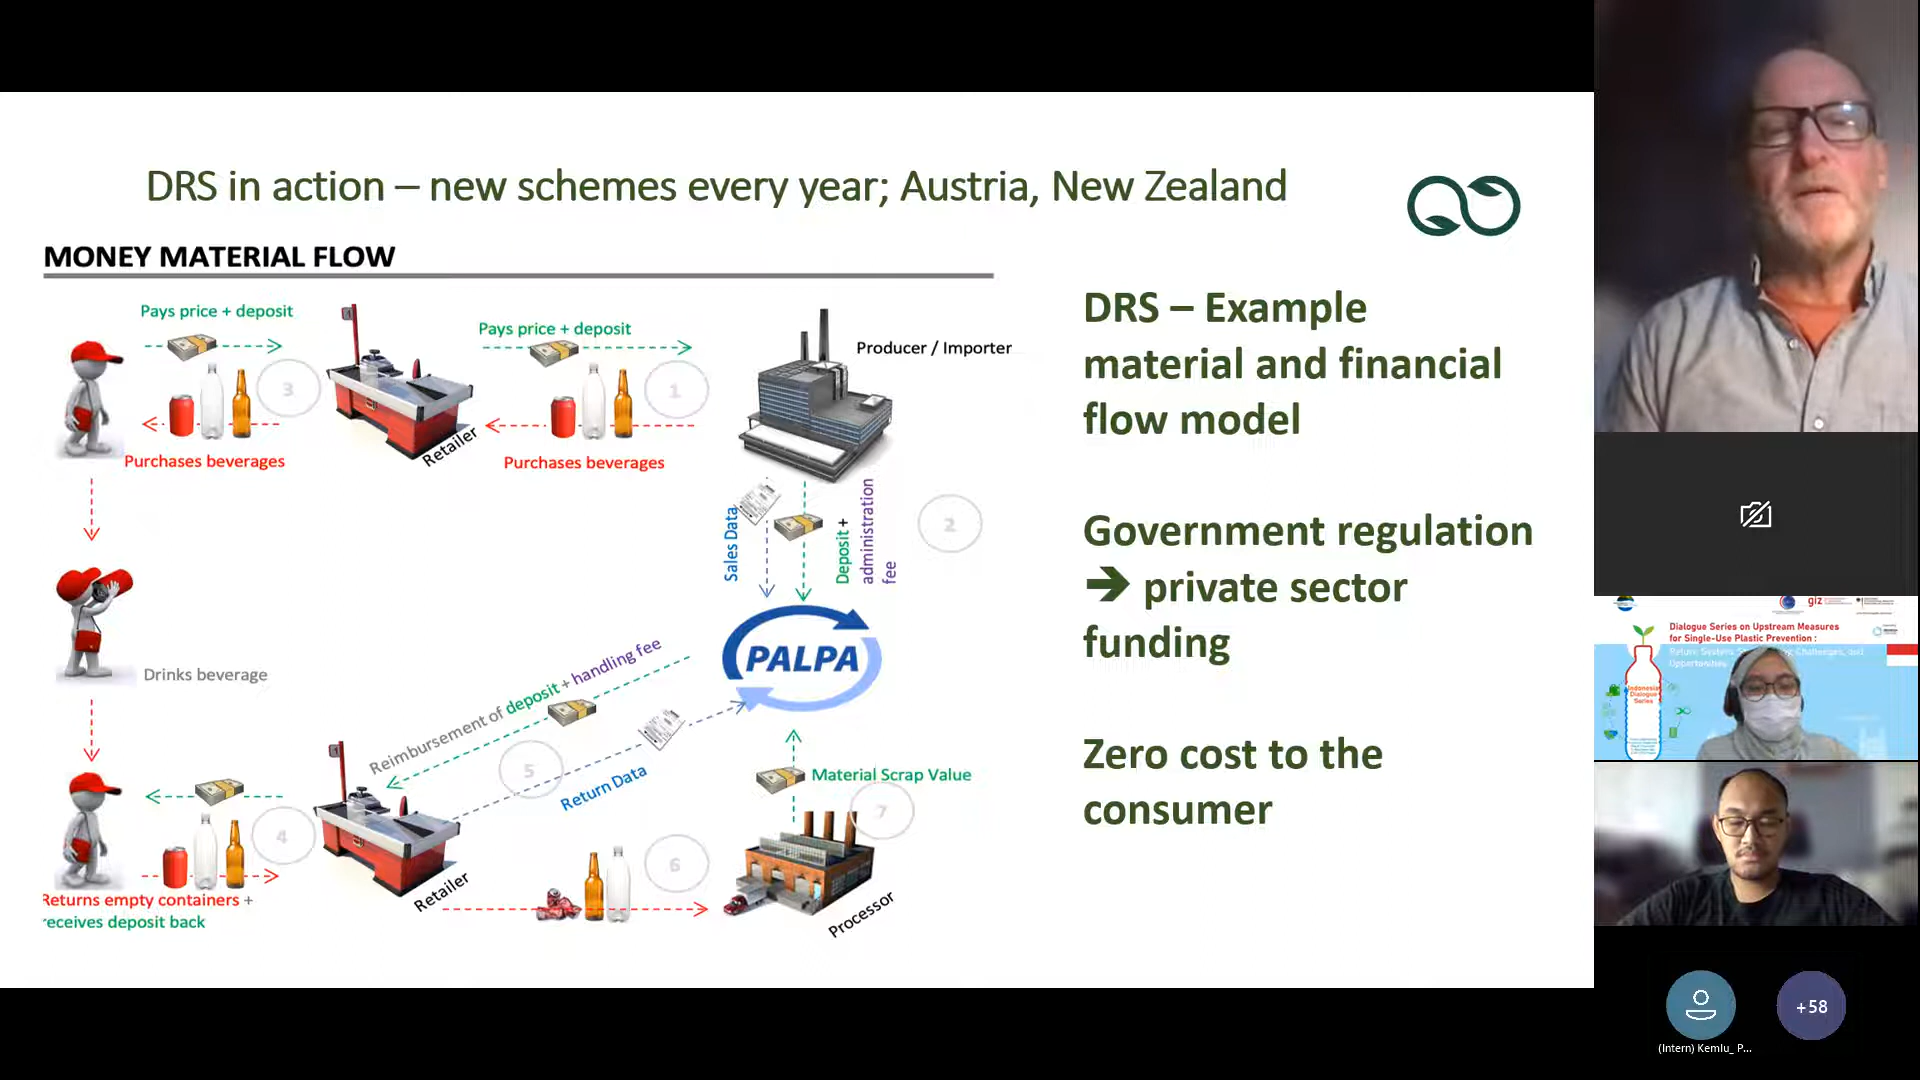 DRS in action – new schemes every year; Austria, New Zealand
MONEY MATERIAL FLOW
Pays price + deposit
Pays price + deposit
Producer / Importer
3
1
Retailer
Purchases beverages
Purchases beverages
Sales Data
Deposit +
administration
fee
2
PALPA
Drinks beverage
Reimbursement of deposit + handling fee
5
Return Data
Material Scrap Value
7
4
6
Retailer
Processor
Returns empty containers +
receives deposit back
DRS – Example
material and financial
flow model
Government regulation
➔ private sector
funding
Zero cost to the
consumer
giz
Dialogue Series on Upstream Measures
for Single-Use Plastic Prevention :
Indonesia
Dialogue
Series
+58
(Intern) Kemlu_ P...